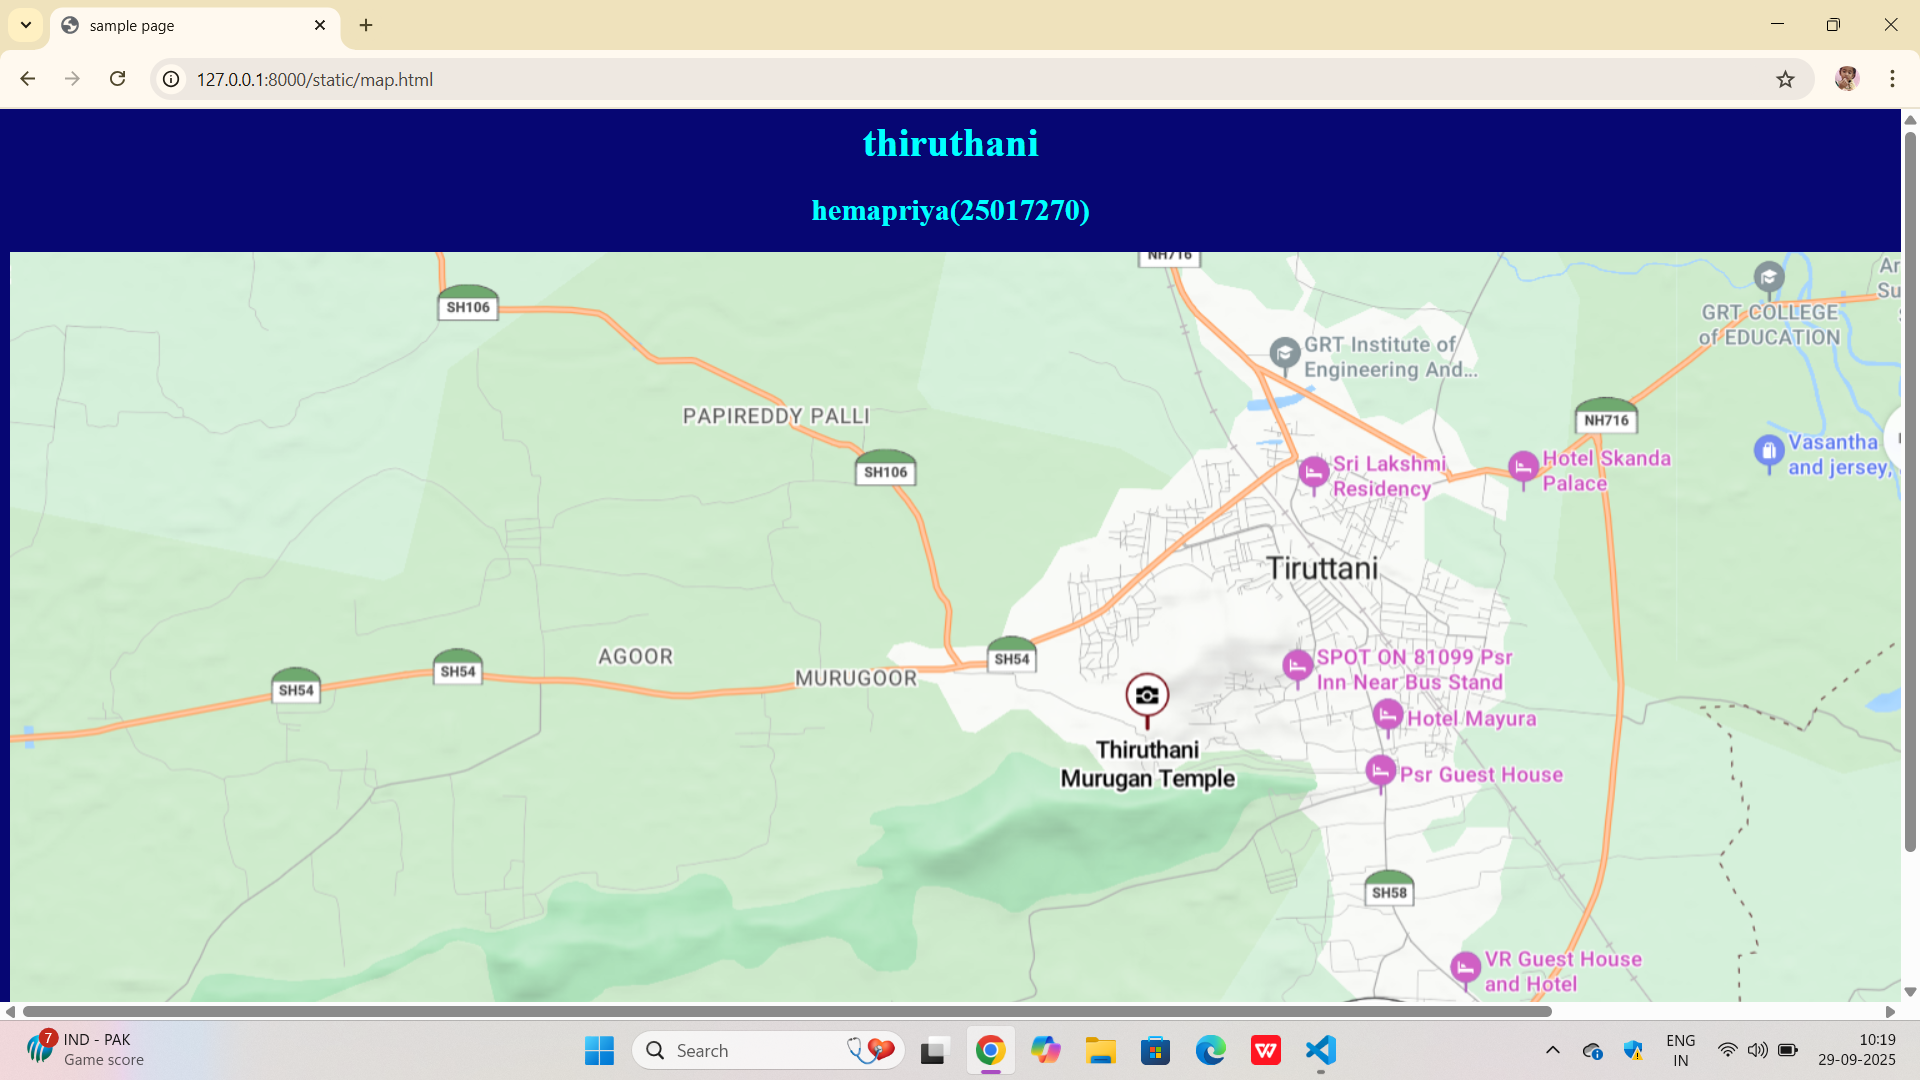 sample page
127.0.0.1:8000/static/map.html
thiruthani
hemapriya(25017270)
NH716
Ar
Su
SH106
GRT COLLEGE
of EDUCATION
GRT Institute of
Engineering And...
PAPIREDDY PALLI
NH716
SH106
Sri Lakshmi
Residency
Hotel Skanda
Palace
Vasantha
and jersey,
Tiruttani
SH54
SH54
AGOOR
MURUGOOR
SH54
SPOT ON 81099 Psr
Inn Near Bus Stand
Hotel Mayura
Thiruthani
Murugan Temple
Psr Guest House
SH58
VR Guest House
and Hotel
7
IND - PAK
Game score
Search
W
ENG
IN
10:19
29-09-2025